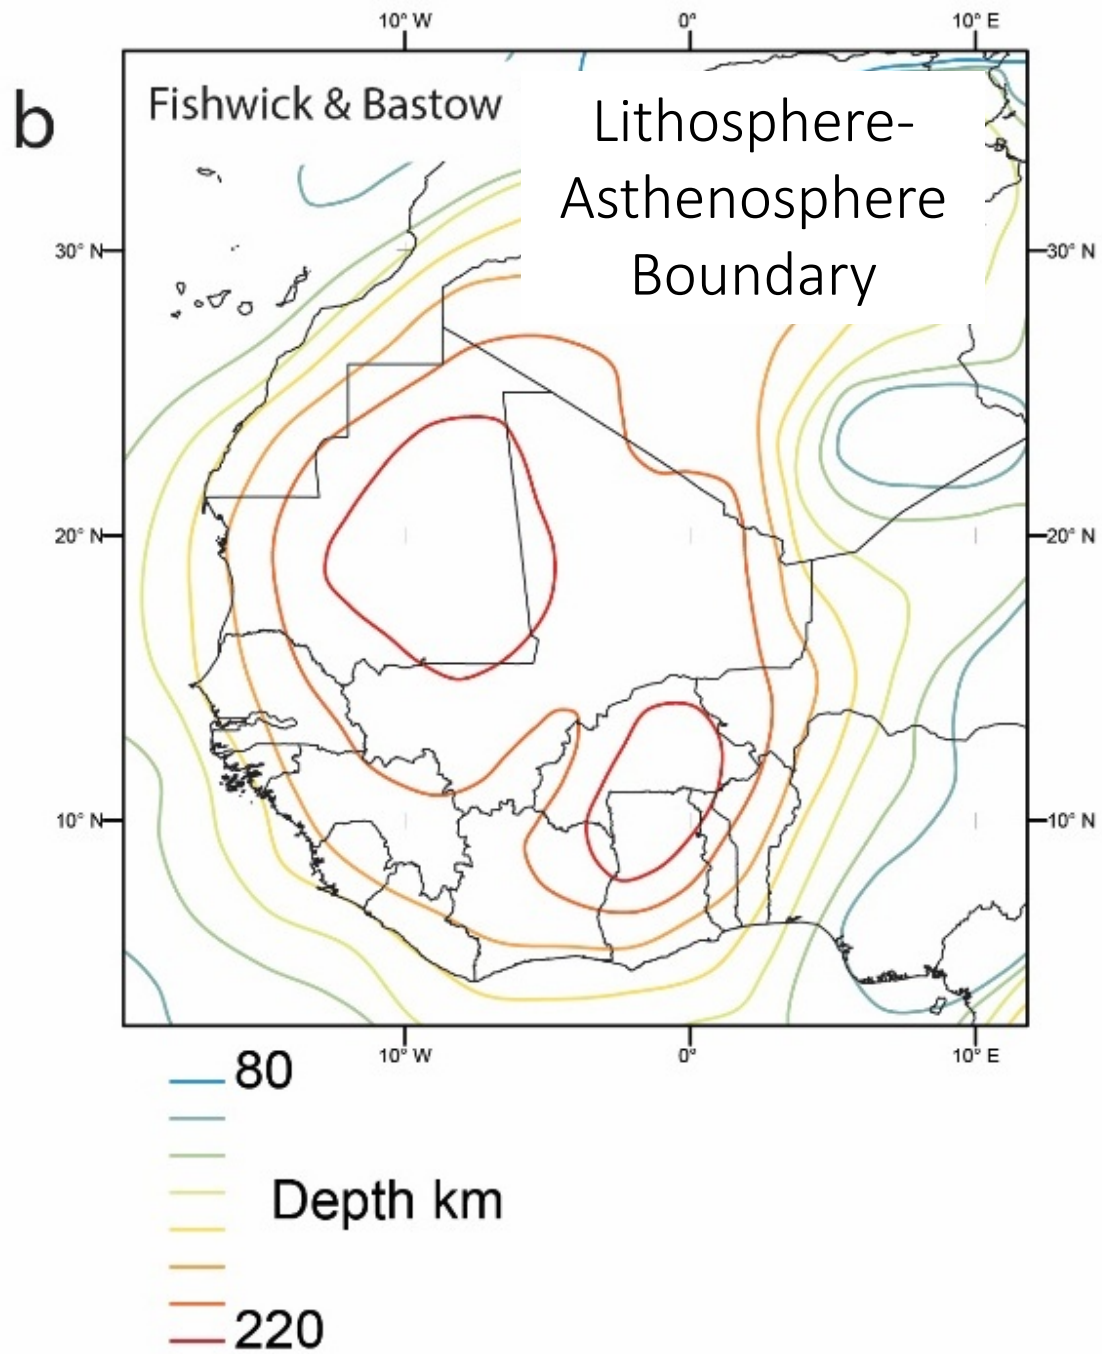 10° W 0° 10° E
b
Fishwick & Bastow
Lithosphere-
Asthenosphere
Boundary
30° N 30° N
20° N 20° N
10° N 10° N
10° W 0° 10° E
80
Depth km
220